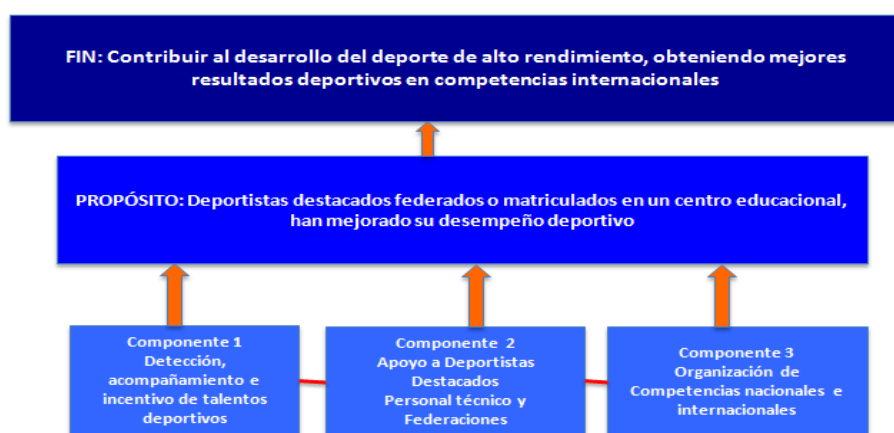 FIN: Contribuir al desarrollo del deporte de alto rendimiento, obteniendo mejores
resultados deportivos en competencias internacionales
PROPÓSITO: Deportistas destacados federados o matriculados en un centro educacional,
han mejorado su desempeño deportivo
Componente 1
Detección,
acompañamiento e
incentivo de talentos
deportivos
Componente 2
Apoyo a Deportistas
Destacados
Personal técnico y
Federaciones
Componente 3
Organización de
Competencias nacionales e
internacionales